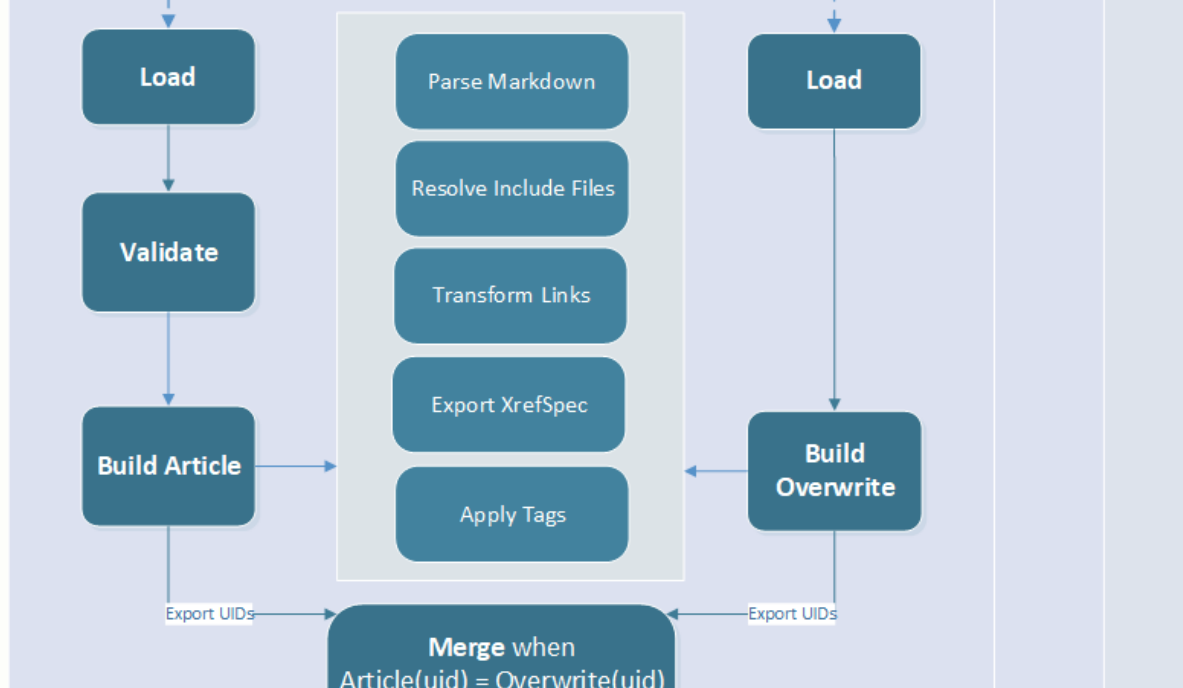 Load
Validate
Build Article
Export UIDs
Parse Markdown
Resolve Include Files
Transform Links
Export XrefSpec
Apply Tags
Load
Build
Overwrite
Export UIDs
Merge when
Article(uid) = Overwrite(uid)